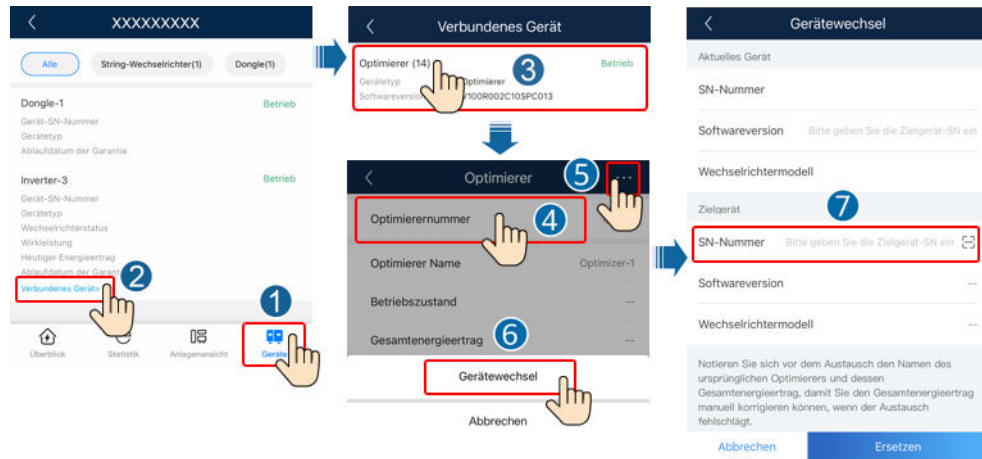 XXXXXXXXX
Alle
String-Wechselrichter(1)
Dongle(1)
Dongle-1
Betrieb
Gerät-SN-Nummer
Gerätetyp
Ablaufdatum der Garantie
Inverter-3
Betrieb
Gerät-SN-Nummer
Gerätetyp
Wechselrichterstatus
Wirkleistung
Heutiger Energieertrag
Ablaufdatum der Garant
2
Verbundenes Geräte
1
Überblick
Statistik
Anlagenansicht
Geräte
Verbundenes Gerät
Optimierer (14)
3
Betrieb
Gerätetyp
Optimierer
Softwareversion
V100R002C10SPC013
Optimierer
5
...
Optimierernummer
4
Optimierer Name
Optimizer-1
Betriebszustand
--
Gesamtenergieertrag
6
--
Gerätewechsel
Abbrechen
Gerätewechsel
Aktuelles Gerät
SN-Nummer
Softwareversion
Bitte geben Sie die Zielgerät-SN ein
Wechselrichtermodell
Zielgerät
7
SN-Nummer
Bitte geben Sie die Zielgerät-SN ein
Softwareversion
--
Wechselrichtermodell
--
Notieren Sie sich vor dem Austausch den Namen des
ursprünglichen Optimierers und dessen
Gesamtenergieertrag, damit Sie den Gesamtenergieertrag
manuell korrigieren können, wenn der Austausch
fehlschlägt.
Abbrechen
Ersetzen